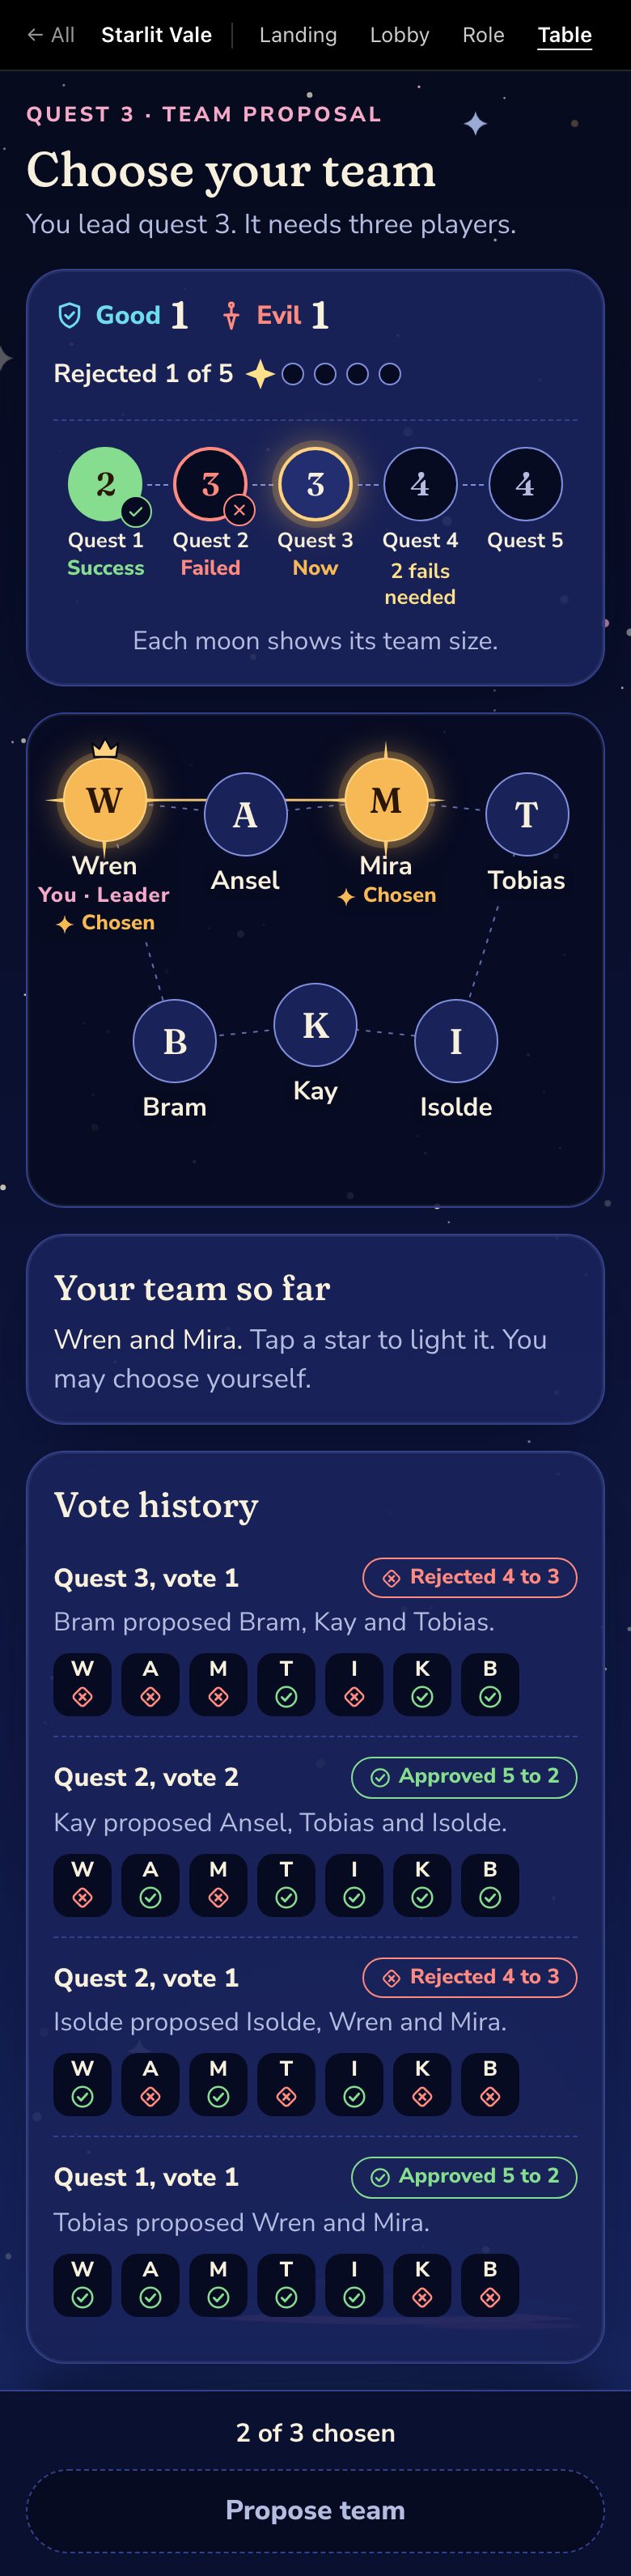 ← All Starlit Vale Landing Lobby Role Table
QUEST 3 · TEAM PROPOSAL
Choose your team
You lead quest 3. It needs three players.
Good 1 Evil 1
Rejected 1 of 5
2 3 3 4 4
Quest 1 Quest 2 Quest 3 Quest 4 Quest 5
Success Failed Now 2 fails
needed
Each moon shows its team size.
W A M T
Wren Ansel Mira Tobias
You · Leader Chosen
Chosen
B K I
Bram Kay Isolde
Your team so far
Wren and Mira. Tap a star to light it. You
may choose yourself.
Vote history
Quest 3, vote 1 Rejected 4 to 3
Bram proposed Bram, Kay and Tobias.
W A M T I K B
Quest 2, vote 2 Approved 5 to 2
Kay proposed Ansel, Tobias and Isolde.
W A M T I K B
Quest 2, vote 1 Rejected 4 to 3
Isolde proposed Isolde, Wren and Mira.
W A M T I K B
Quest 1, vote 1 Approved 5 to 2
Tobias proposed Wren and Mira.
W A M T I K B
2 of 3 chosen
Propose team